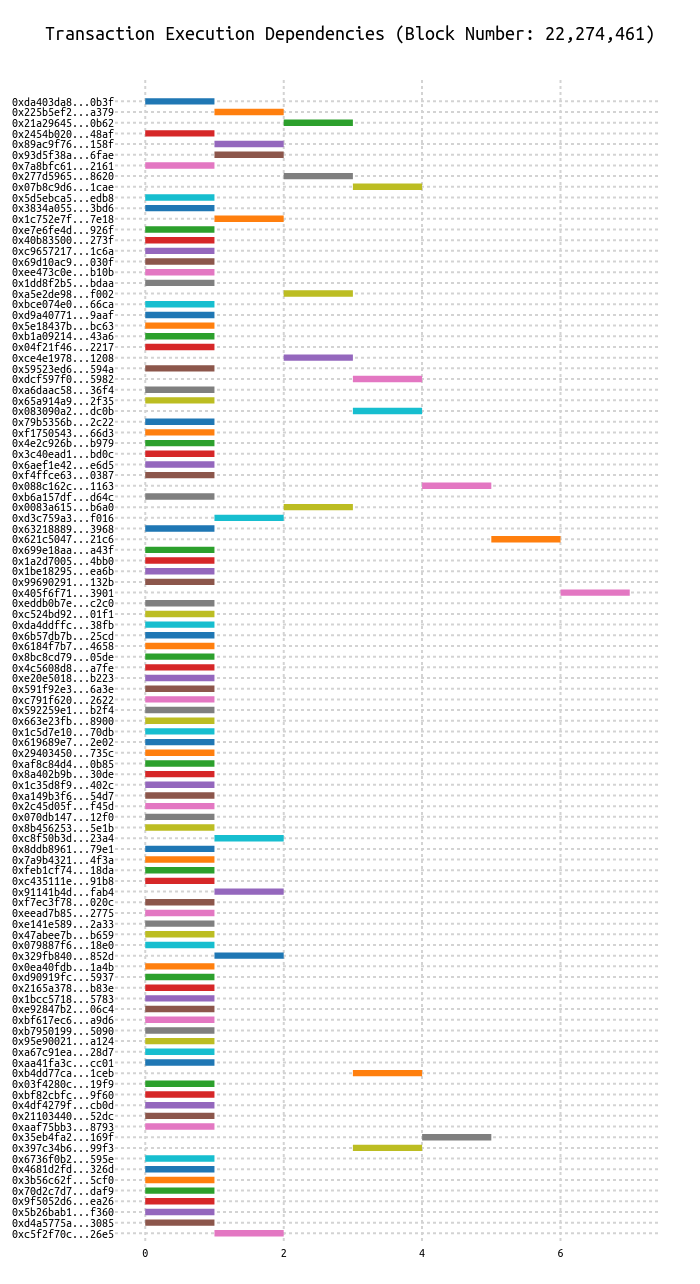 Transaction Execution Dependencies (Block Number: 22,274,461)
0xda403da8...0b3f
0x225b5ef2...a379
0x21a29645...0b62
0x2454b020...48af
0x89ac9f76...158f
0x93d5f38a...6fae
0x7a8bfc61...2161
0x277d5965...8620
0x07b8c9d6...1cae
0x5d5ebca5...edb8
0x3834a055...3bd6
0x1c752e7f...7e18
0xe7e6fe4d...926f
0x40b83500...273f
0xc9657217...1c6a
0x69d10ac9...030f
0xee473c0e...b10b
0x1dd8f2b5...bdaa
0xa5e2de98...f002
0xbce074e0...66ca
0xd9a40771...9aaf
0x5e18437b...bc63
0xb1a09214...43a6
0x04f21f46...2217
0xce4e1978...1208
0x59523ed6...594a
0xdcf597f0...5982
0xa6daac58...36f4
0x65a914a9...2f35
0x083090a2...dc0b
0x79b5356b...2c22
0xf1750543...66d3
0x4e2c926b...b979
0x3c40ead1...bd0c
0x6aef1e42...e6d5
0xf4ffce63...0387
0x088c162c...1163
0xb6a157df...d64c
0x0083a615...b6a0
0xd3c759a3...f016
0x63218889...3968
0x621c5047...21c6
0x699e18aa...a43f
0x1a2d7005...4bb0
0x1be18295...ea6b
0x99690291...132b
0x405f6f71...3901
0xeddb0b7e...c2c0
0xc524bd92...01f1
0xda4ddffc...38fb
0x6b57db7b...25cd
0x6184f7b7...4658
0x8bc8cd79...05de
0x4c5608d8...a7fe
0xe20e5018...b223
0x591f92e3...6a3e
0xc791f620...2622
0x592259e1...b2f4
0x663e23fb...8900
0x1c5d7e10...70db
0x619689e7...2e02
0x29403450...735c
0xaf8c84d4...0b85
0x8a402b9b...30de
0x1c35d8f9...402c
0xa149b3f6...54d7
0x2c45d05f...f45d
0x070db147...12f0
0x8b456253...5e1b
0xc8f50b3d...23a4
0x8ddb8961...79e1
0x7a9b4321...4f3a
0xfeb1cf74...18da
0xc435111e...91b8
0x91141b4d...fab4
0xf7ec3f78...020c
0xeead7b85...2775
0xe141e589...2a33
0x47abee7b...b659
0x079887f6...18e0
0x329fb840...852d
0x0ea40fdb...1a4b
0xd90919fc...5937
0x2165a378...b83e
0x1bcc5718...5783
0xe92847b2...06c4
0xbf617ec6...a9d6
0xb7950199...5090
0x95e90021...a124
0xa67c91ea...28d7
0xaa41fa3c...cc01
0xb4dd77ca...1ceb
0x03f4280c...19f9
0xbf82cbfc...9f60
0x4df4279f...cb0d
0x21103440...52dc
0xaaf75bb3...8793
0x35eb4fa2...169f
0x397c34b6...99f3
0x6736f0b2...595e
0x4681d2fd...326d
0x3b56c62f...5cf0
0x70d2c7d7...daf9
0x9f5052d6...ea26
0x5b26bab1...f360
0xd4a5775a...3085
0xc5f2f70c...26e5
0 2 4 6